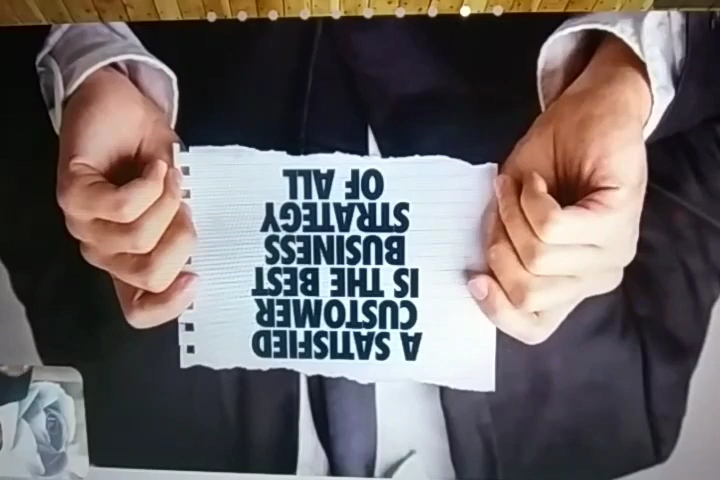 A SATISFIED
CUSTOMER
IS THE BEST
BUSINESS
STRATEGY
OF ALL